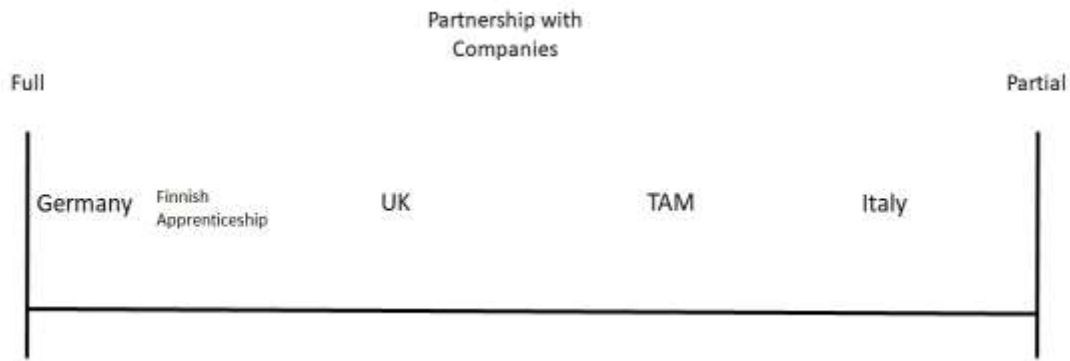 Partnership with
Companies
Full
Partial
Germany
Finnish
Apprenticeship
UK
TAM
Italy